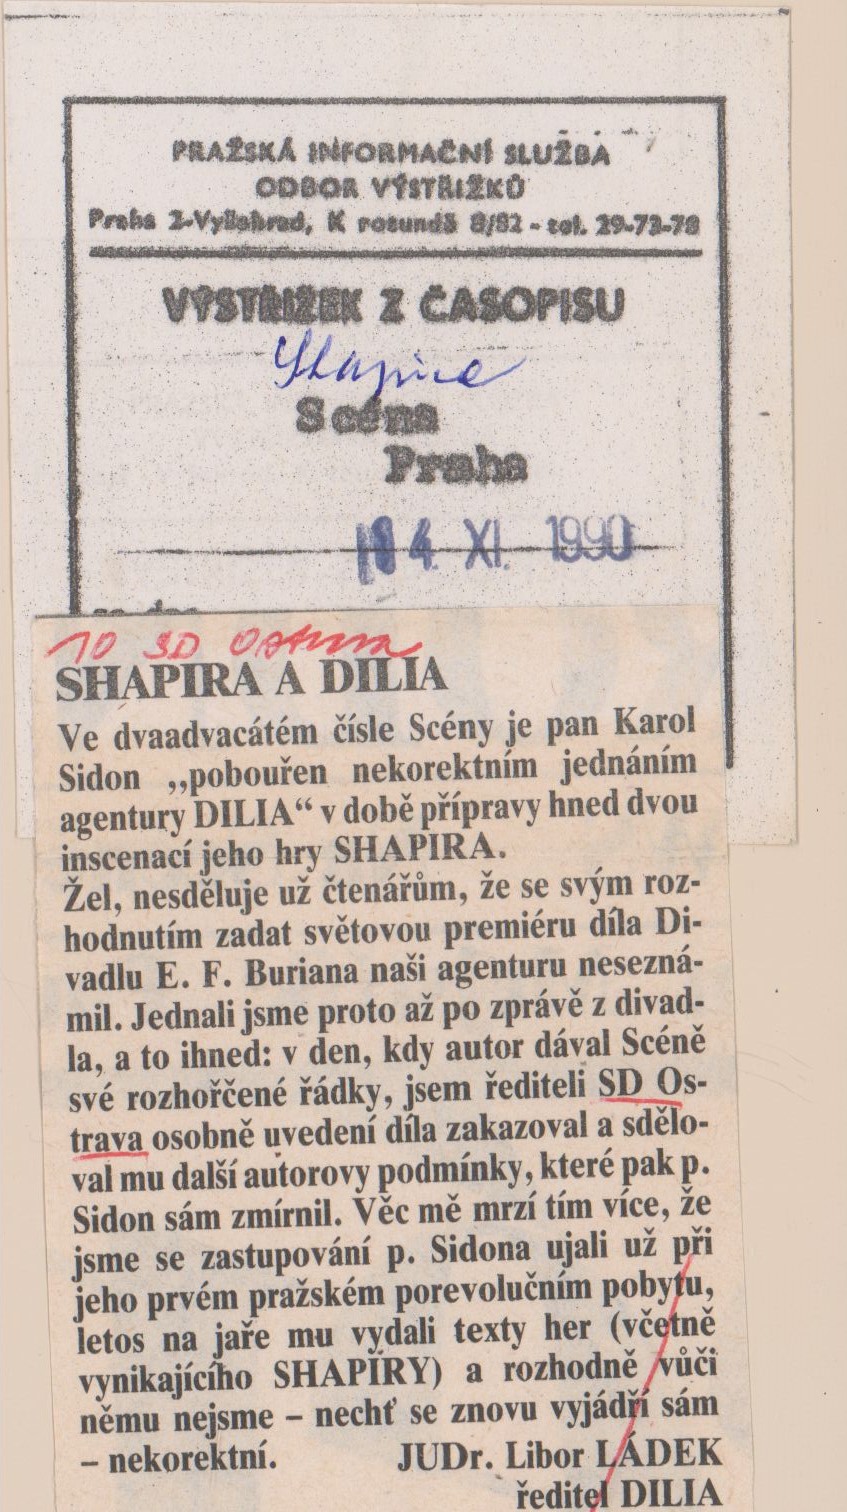 PRAŽSKÁ INFORMAČNÍ SLUŽBA
ODBOR VÝSTŘIŽKŮ
Praha 2-Vyšehrad, K rotundě 8/82 - tel. 29-73-78
VÝSTŘIŽEK Z ČASOPISU
Shapira
Scéna
Praha
14. XI. 1990
ze dne
10 SD Ostrava
SHAPIRA A DILIA
Ve dvaadvacátém čísle Scény je pan Karol
Sidon „pobouřen nekorektním jednáním
agentury DILIA“ v době přípravy hned dvou
inscenací jeho hry SHAPIRA.
Žel, nesděluje už čtenářům, že se svým roz-
hodnutím zadat světovou premiéru díla Di-
vadlu E. F. Buriana naši agenturu nesezná-
mil. Jednali jsme proto až po zprávě z divad-
la, a to ihned: v den, kdy autor dával Scéně
své rozhořčené řádky, jsem řediteli SD Os-
trava osobně uvedení díla zakazoval a sdělo-
val mu další autorovy podmínky, které pak p.
Sidon sám zmírnil. Věc mě mrzí tím více, že
jsme se zastupování p. Sidona ujali už při
jeho prvém pražském porevolučním pobytu,
letos na jaře mu vydali texty her (včetně
vynikajícího SHAPIRY) a rozhodně vůči
němu nejsme – nechť se znovu vyjádří sám
– nekorektní. JUDr. Libor LÁDEK
ředitel DILIA